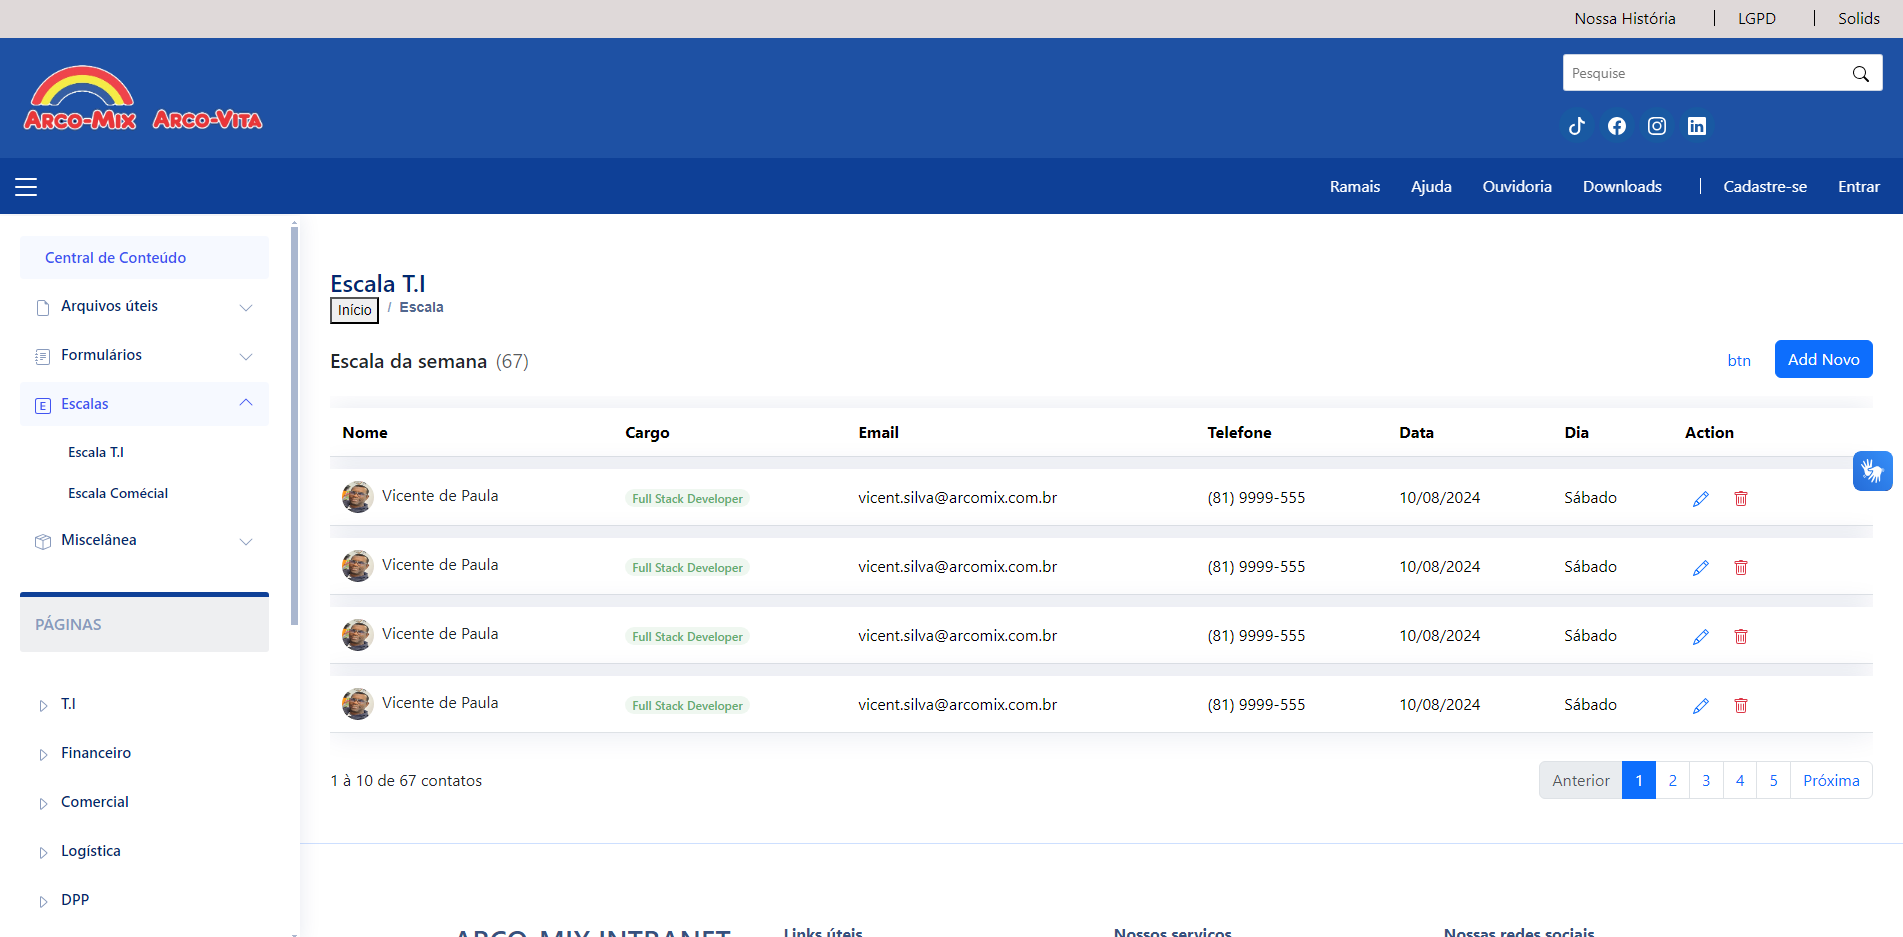 Nossa História | LGPD | Solids
Pesquise
ARCO-MIX ARCO-VITA
Ramais Ajuda Ouvidoria Downloads | Cadastre-se Entrar
Central de Conteúdo
Arquivos úteis
Formulários
E Escalas
Escala T.I
Escala Comécial
Miscelânea
PÁGINAS
T.I
Financeiro
Comercial
Logística
DPP
Escala T.I
Início / Escala
Escala da semana (67)
btn Add Novo
Nome Cargo Email Telefone Data Dia Action
Vicente de Paula Full Stack Developer vicent.silva@arcomix.com.br (81) 9999-555 10/08/2024 Sábado
Vicente de Paula Full Stack Developer vicent.silva@arcomix.com.br (81) 9999-555 10/08/2024 Sábado
Vicente de Paula Full Stack Developer vicent.silva@arcomix.com.br (81) 9999-555 10/08/2024 Sábado
Vicente de Paula Full Stack Developer vicent.silva@arcomix.com.br (81) 9999-555 10/08/2024 Sábado
1 à 10 de 67 contatos
Anterior 1 2 3 4 5 Próxima
ARCO-MIX INTRANET Links úteis Nossos serviços Nossas redes sociais